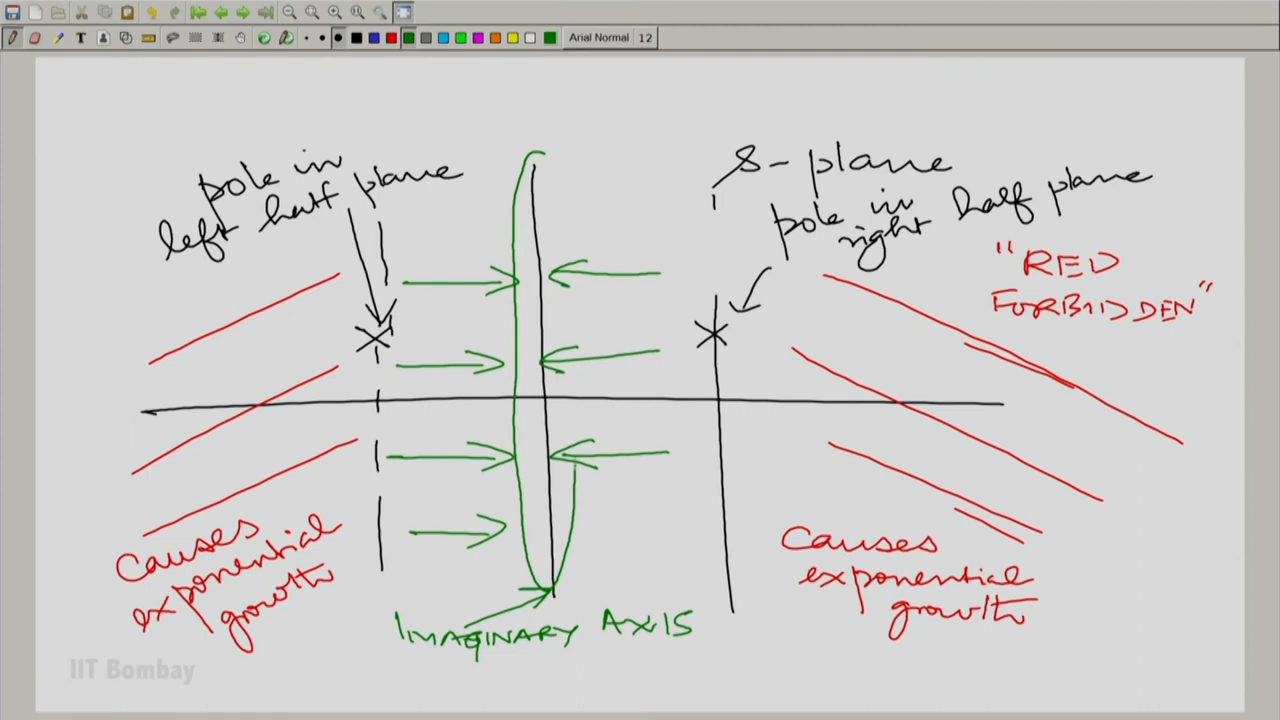 Arial Normal 12
pole in
left half plane
s-plane
pole in
right half plane
"RED
FORBIDDEN"
Causes
exponential
growth
Causes
exponential
growth
IMAGINARY AXIS
IIT Bombay